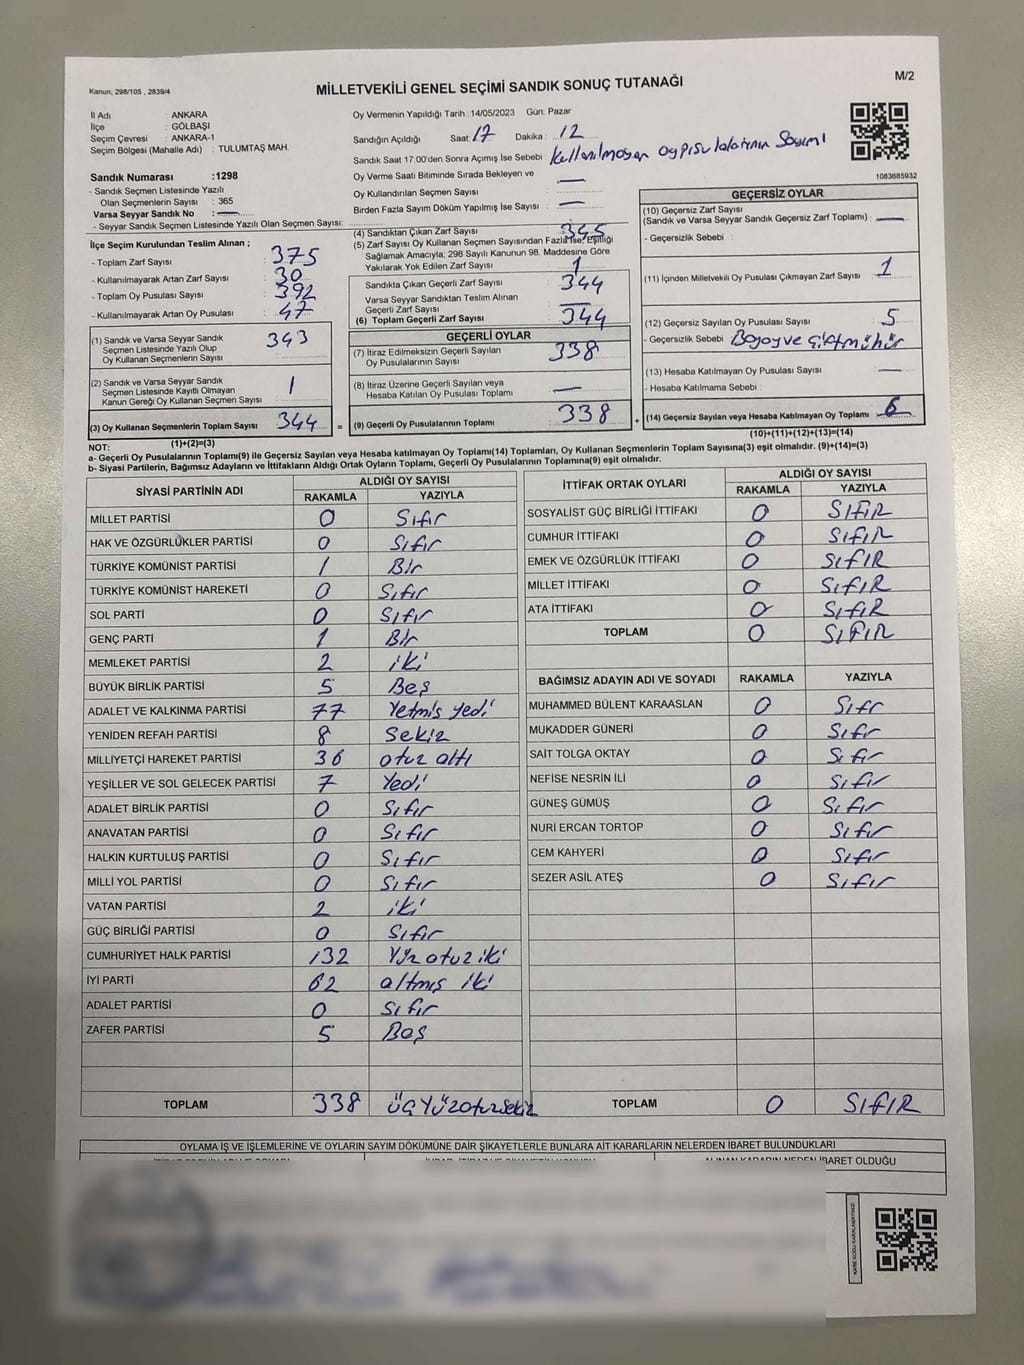 Kanun; 298/105 , 2839/4
MİLLETVEKİLİ GENEL SEÇİMİ SANDIK SONUÇ TUTANAĞI
M/2
İl Adı : ANKARA
İlçe : GÖLBAŞI
Seçim Çevresi : ANKARA-1
Seçim Bölgesi (Mahalle Adı) : TULUMTAŞ MAH.
Oy Vermenin Yapıldığı Tarih : 14/05/2023 Gün: Pazar
Sandığın Açıldığı Saat: 17 Dakika : 12
Sandık Saat 17:00'den Sonra Açılmış İse Sebebi : Kullanılmayan oypusulalarının Sayımı
Oy Verme Saati Bitiminde Sırada Bekleyen ve
Oy Kullandırılan Seçmen Sayısı : —
Birden Fazla Sayım Döküm Yapılmış İse Sayısı : —
1083685932
Sandık Numarası :1298
- Sandık Seçmen Listesinde Yazılı
Olan Seçmenlerin Sayısı : 365
Varsa Seyyar Sandık No : —
- Seyyar Sandık Seçmen Listesinde Yazılı Olan Seçmen Sayısı:
İlçe Seçim Kurulundan Teslim Alınan ;
- Toplam Zarf Sayısı : 375
- Kullanılmayarak Artan Zarf Sayısı : 30
- Toplam Oy Pusulası Sayısı : 392
- Kullanılmayarak Artan Oy Pusulası : 47
(1) Sandık ve Varsa Seyyar Sandık
Seçmen Listesinde Yazılı Olup
Oy Kullanan Seçmenlerin Sayısı : 343
(2) Sandık ve Varsa Seyyar Sandık
Seçmen Listesinde Kayıtlı Olmayan
Kanun Gereği Oy Kullanan Seçmen Sayısı : 1
(3) Oy Kullanan Seçmenlerin Toplam Sayısı : 344
(1)+(2)=(3)
(4) Sandıktan Çıkan Zarf Sayısı : 345
(5) Zarf Sayısı Oy Kullanan Seçmen Sayısından Fazla İse, Eşitliği
Sağlamak Amacıyla; 298 Sayılı Kanunun 98. Maddesine Göre
Yakılarak Yok Edilen Zarf Sayısı : 1
Sandıkta Çıkan Geçerli Zarf Sayısı : 344
Varsa Seyyar Sandıktan Teslim Alınan
Geçerli Zarf Sayısı : —
(6) Toplam Geçerli Zarf Sayısı : 344
GEÇERLİ OYLAR
(7) İtiraz Edilmeksizin Geçerli Sayılan
Oy Pusulalarının Sayısı : 338
(8) İtiraz Üzerine Geçerli Sayılan veya
Hesaba Katılan Oy Pusulası Toplamı : —
= (9) Geçerli Oy Pusulalarının Toplamı : 338
GEÇERSİZ OYLAR
(10) Geçersiz Zarf Sayısı
(Sandık ve Varsa Seyyar Sandık Geçersiz Zarf Toplamı) : —
- Geçersizlik Sebebi :
(11) İçinden Milletvekili Oy Pusulası Çıkmayan Zarf Sayısı : 1
(12) Geçersiz Sayılan Oy Pusulası Sayısı : 5
- Geçersizlik Sebebi :
(13) Hesaba Katılmayan Oy Pusulası Sayısı : —
- Hesaba Katılmama Sebebi :
+ (14) Geçersiz Sayılan veya Hesaba Katılmayan Oy Toplamı : 6
(10)+(11)+(12)+(13)=(14)
NOT:
a- Geçerli Oy Pusulalarının Toplamı(9) ile Geçersiz Sayılan veya Hesaba katılmayan Oy Toplamı(14) Toplamları, Oy Kullanan Seçmenlerin Toplam Sayısına(3) eşit olmalıdır. (9)+(14)=(3)
b- Siyasi Partilerin, Bağımsız Adayların ve İttifakların Aldığı Ortak Oyların Toplamı, Geçerli Oy Pusulalarının Toplamına(9) eşit olmalıdır.
SİYASİ PARTİNİN ADI ALDIĞI OY SAYISI
RAKAMLA YAZIYLA
MİLLET PARTİSİ 0 Sıfır
HAK VE ÖZGÜRLÜKLER PARTİSİ 0 Sıfır
TÜRKİYE KOMÜNİST PARTİSİ 1 Bir
TÜRKİYE KOMÜNİST HAREKETİ 0 Sıfır
SOL PARTİ 0 Sıfır
GENÇ PARTİ 1 Bir
MEMLEKET PARTİSİ 2 iki
BÜYÜK BİRLİK PARTİSİ 5 Beş
ADALET VE KALKINMA PARTİSİ 77 Yetmiş yedi
YENİDEN REFAH PARTİSİ 8 Sekiz
MİLLİYETÇİ HAREKET PARTİSİ 36 otuz altı
YEŞİLLER VE SOL GELECEK PARTİSİ 7 Yedi
ADALET BİRLİK PARTİSİ 0 Sıfır
ANAVATAN PARTİSİ 0 Sıfır
HALKIN KURTULUŞ PARTİSİ 0 Sıfır
MİLLİ YOL PARTİSİ 0 Sıfır
VATAN PARTİSİ 2 iki
GÜÇ BİRLİĞİ PARTİSİ 0 Sıfır
CUMHURİYET HALK PARTİSİ 132 Yüz otuz iki
İYİ PARTİ 62 altmış iki
ADALET PARTİSİ 0 Sıfır
ZAFER PARTİSİ 5 Beş
TOPLAM 338 üçYüzotuzsekiz
İTTİFAK ORTAK OYLARI ALDIĞI OY SAYISI
RAKAMLA YAZIYLA
SOSYALİST GÜÇ BİRLİĞİ İTTİFAKI 0 SIFIR
CUMHUR İTTİFAKI 0 SIFIR
EMEK VE ÖZGÜRLÜK İTTİFAKI 0 SIFIR
MİLLET İTTİFAKI 0 SIFIR
ATA İTTİFAKI 0 SIFIR
TOPLAM 0 SIFIR
BAĞIMSIZ ADAYIN ADI VE SOYADI RAKAMLA YAZIYLA
MUHAMMED BÜLENT KARAASLAN 0 Sıfır
MUKADDER GÜNERİ 0 Sıfır
SAİT TOLGA OKTAY 0 Sıfır
NEFİSE NESRİN İLİ 0 Sıfır
GÜNEŞ GÜMÜŞ 0 Sıfır
NURİ ERCAN TORTOP 0 Sıfır
CEM KAHYERİ 0 Sıfır
SEZER ASİL ATEŞ 0 Sıfır
TOPLAM 0 SIFIR
OYLAMA İŞ VE İŞLEMLERİNE VE OYLARIN SAYIM DÖKÜMÜNE DAİR ŞİKAYETLERLE BUNLARA AİT KARARLARIN NELERDEN İBARET BULUNDUKLARI
ALINAN KARARIN NEDEN İBARET OLDUĞU